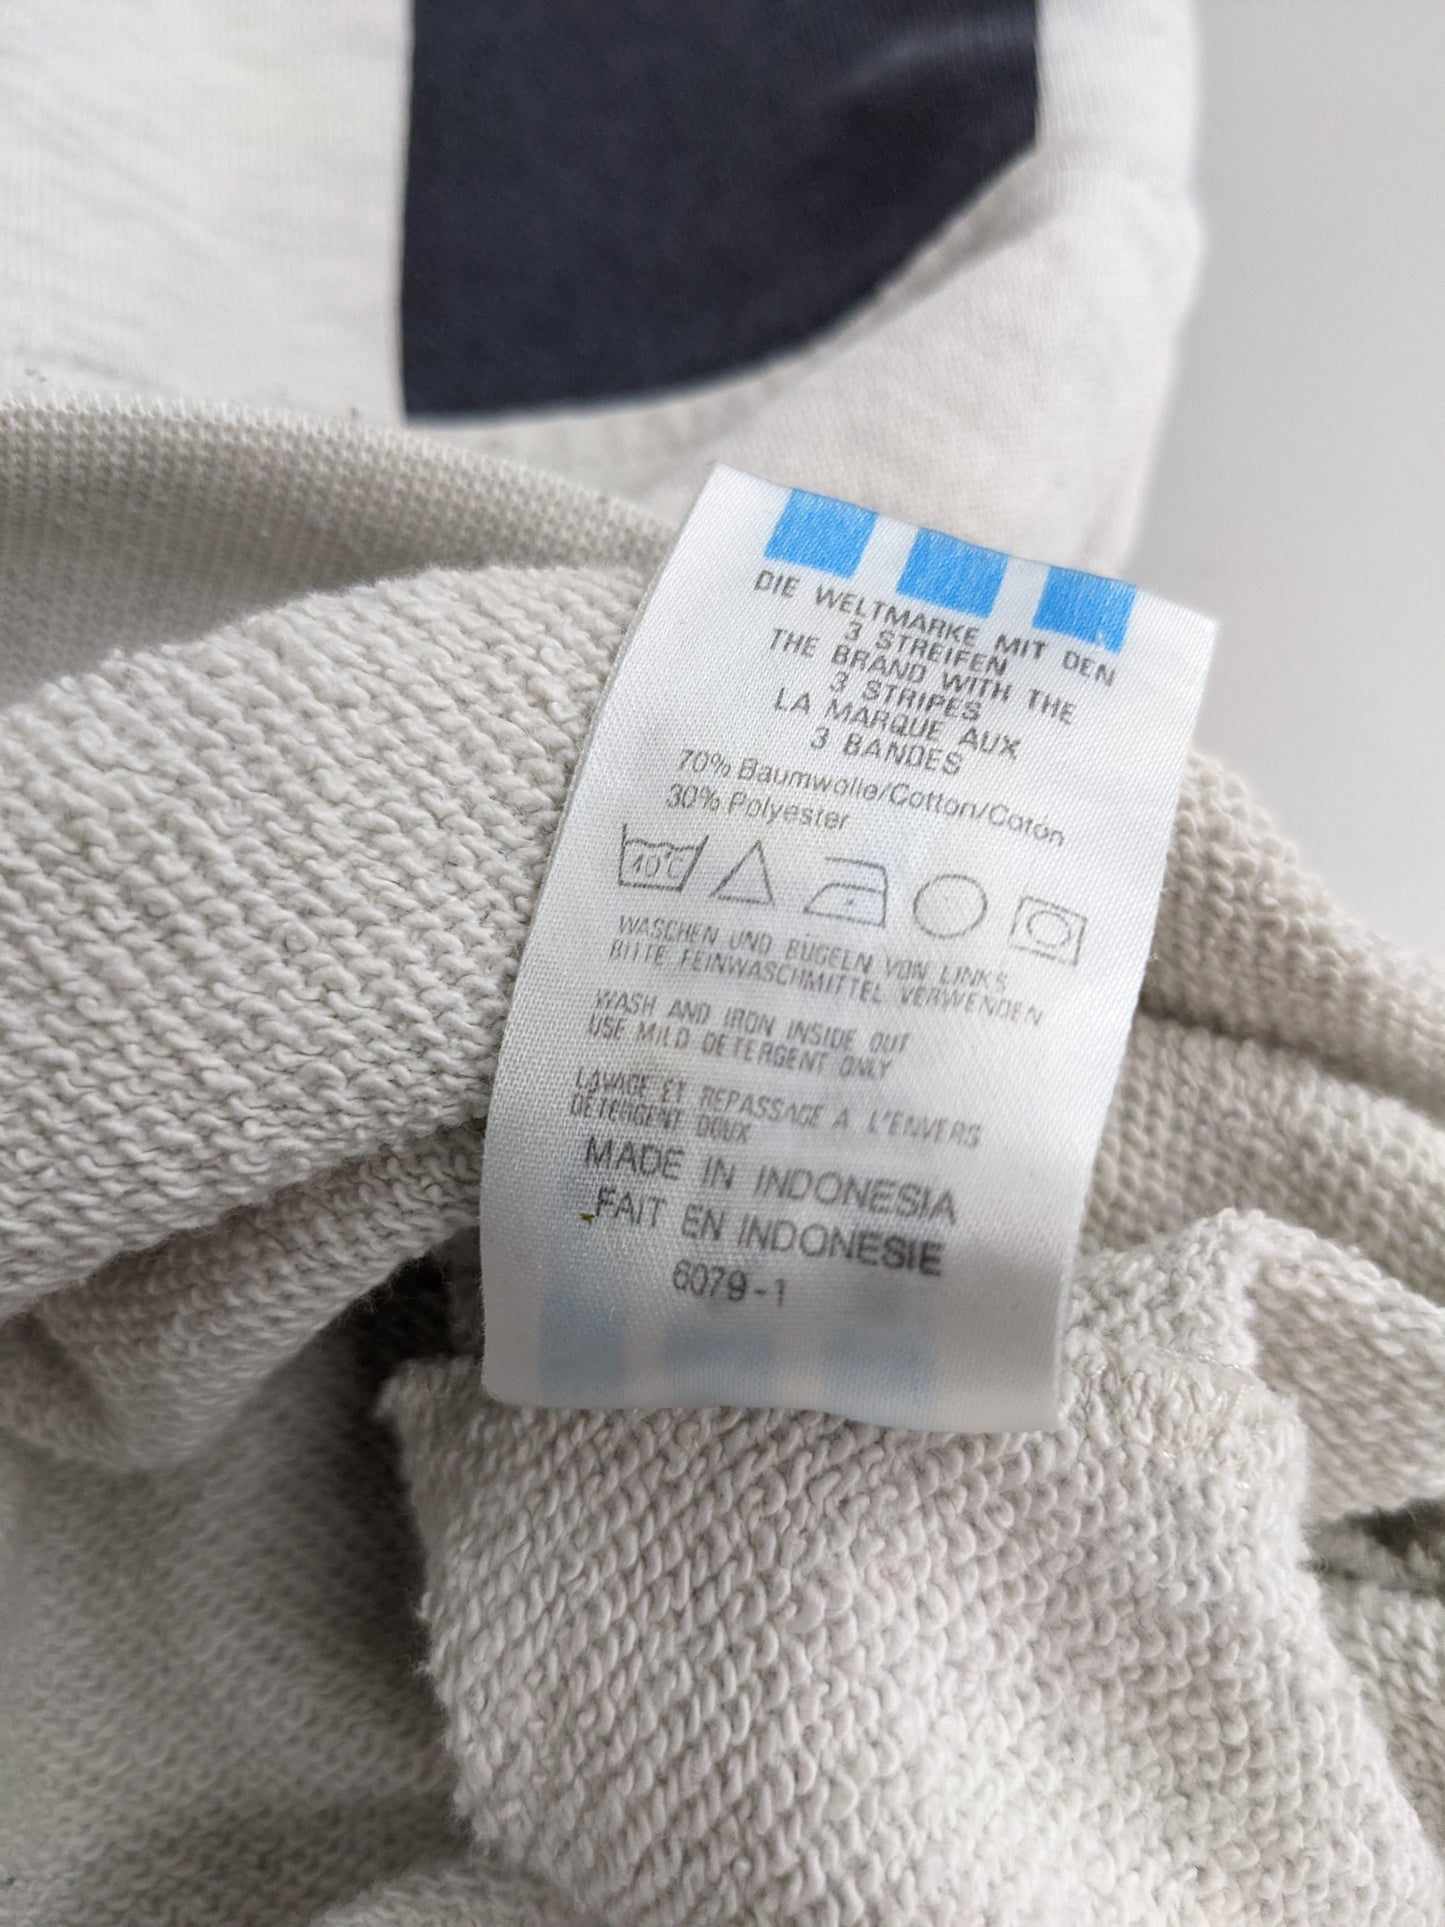 DIE WELTMARKE MIT DEN
3 STREIFEN
THE BRAND WITH THE
3 STRIPES
LA MARQUE AUX
3 BANDES
70% Baumwolle/Cotton/Coton
30% Polyester
40°C
WASCHEN UND BÜGELN VON LINKS
BITTE FEINWASCHMITTEL VERWENDEN
WASH AND IRON INSIDE OUT
USE MILD DETERGENT ONLY
LAVAGE ET REPASSAGE A L'ENVERS
DÉTERGENT DOUX
MADE IN INDONESIA
FAIT EN INDONESIE
6079-1